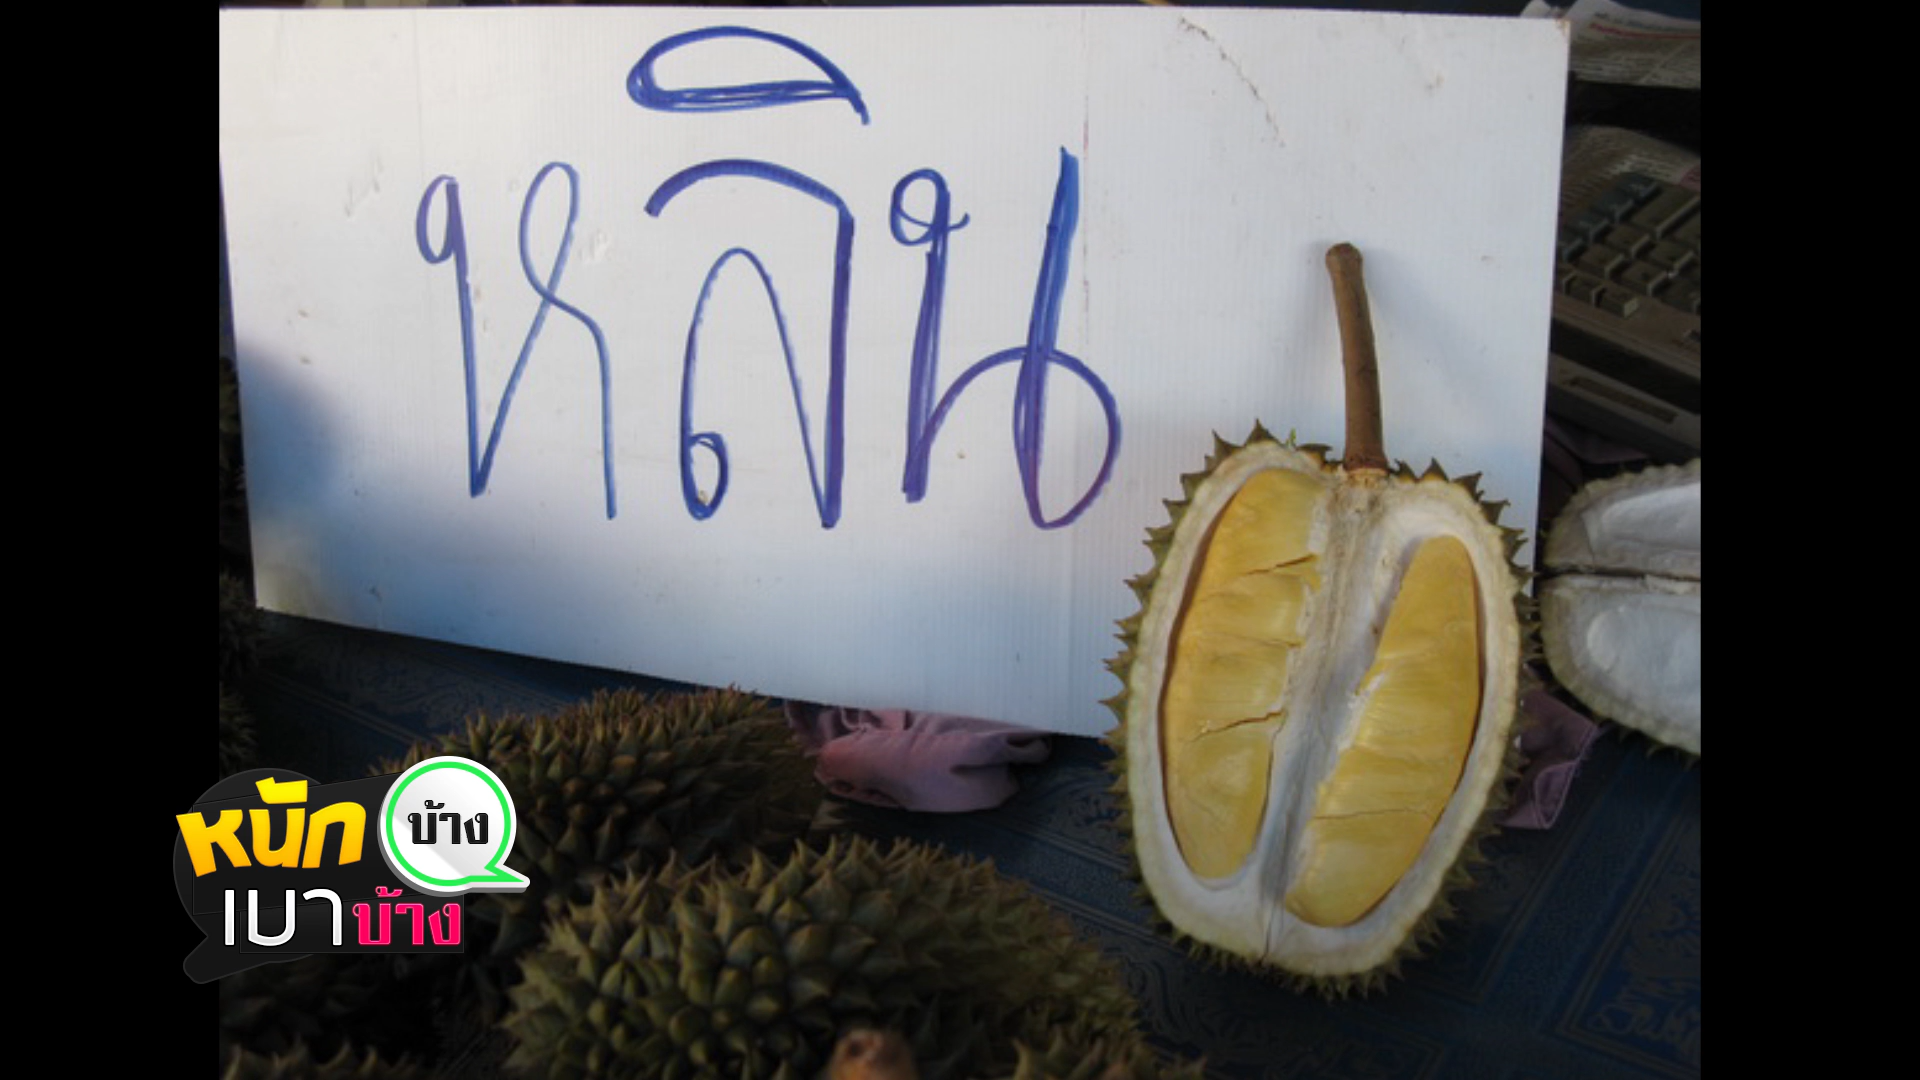 หลิน
หนัก
บ้าง
เบาบ้าง